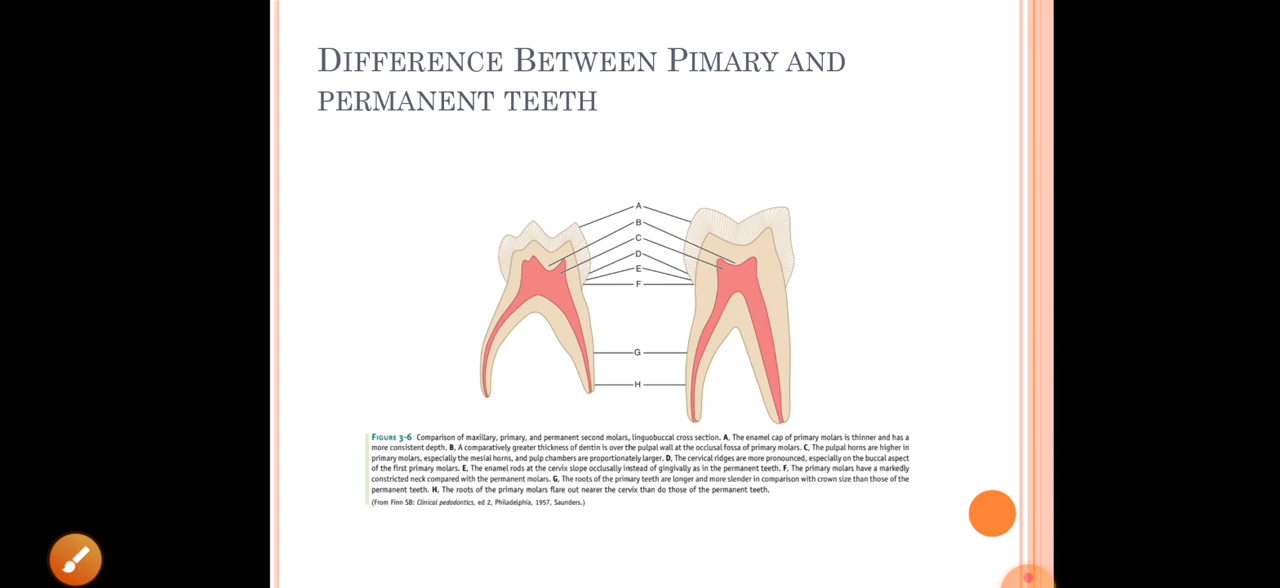 DIFFERENCE BETWEEN PIMARY AND
PERMANENT TEETH
A
B
C
D
E
F
G
H
FIGURE 3-6 Comparison of maxillary, primary, and permanent second molars, linguobuccal cross section. A, The enamel cap of primary molars is thinner and has a
more consistent depth. B, A comparatively greater thickness of dentin is over the pulpal wall at the occlusal fossa of primary molars. C, The pulpal horns are higher in
primary molars, especially the mesial horns, and pulp chambers are proportionately larger. D, The cervical ridges are more pronounced, especially on the buccal aspect
of the first primary molars. E, The enamel rods at the cervix slope occlusally instead of gingivally as in the permanent teeth. F, The primary molars have a markedly
constricted neck compared with the permanent molars. G, The roots of the primary teeth are longer and more slender in comparison with crown size than those of the
permanent teeth. H, The roots of the primary molars flare out nearer the cervix than do those of the permanent teeth.
(From Finn SB: Clinical pedodontics, ed 2, Philadelphia, 1957, Saunders.)